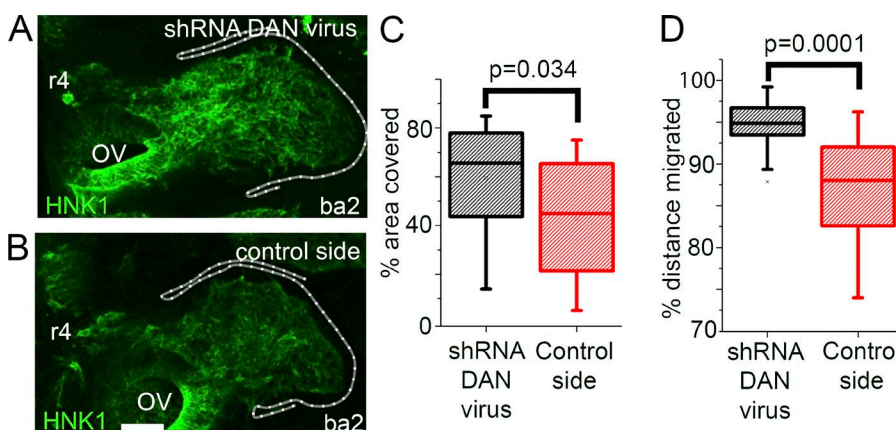 A
shRNA DAN virus
r4
OV
HNK1
ba2
B
control side
r4
OV
HNK1
ba2
C
p=0.034
% area covered
80
40
0
shRNA
DAN
virus
Control
side
D
p=0.0001
% distance migrated
100
90
80
70
shRNA
DAN
virus
Control
side